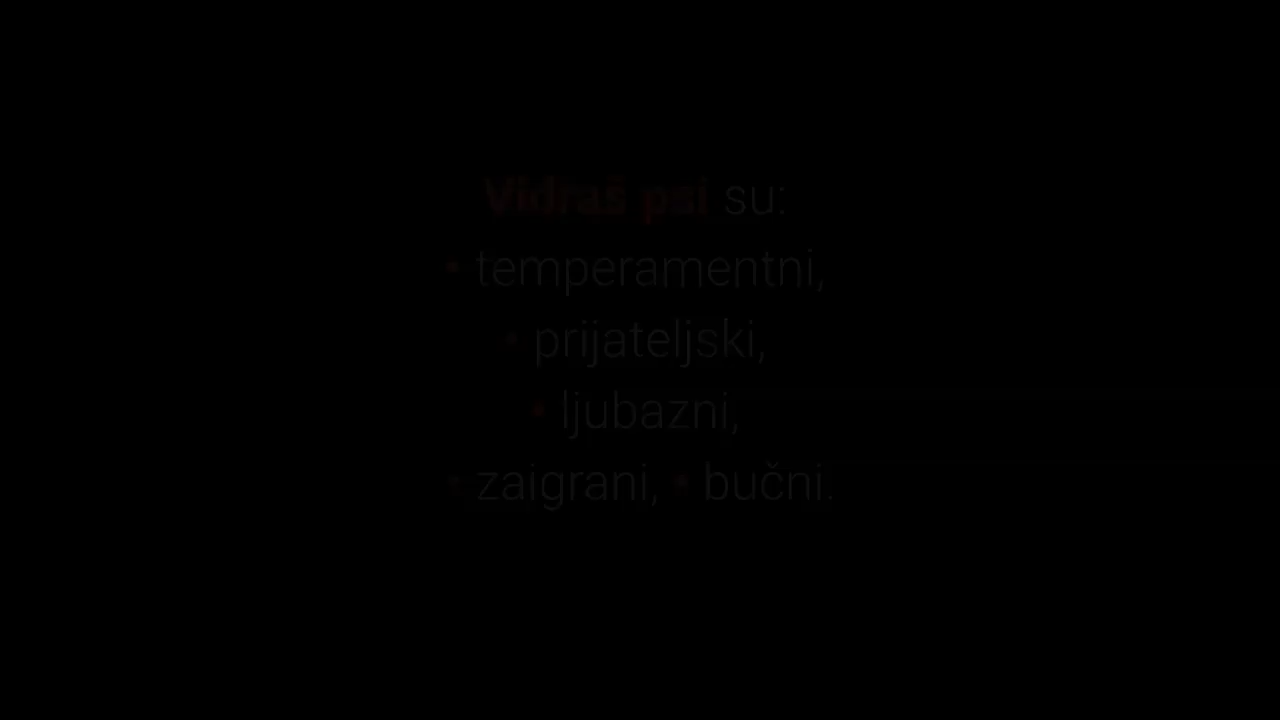 Vidraš psi su:
▪ temperamentni,
▪ prijateljski,
▪ ljubazni,
▪ zaigrani, ▪ bučni.